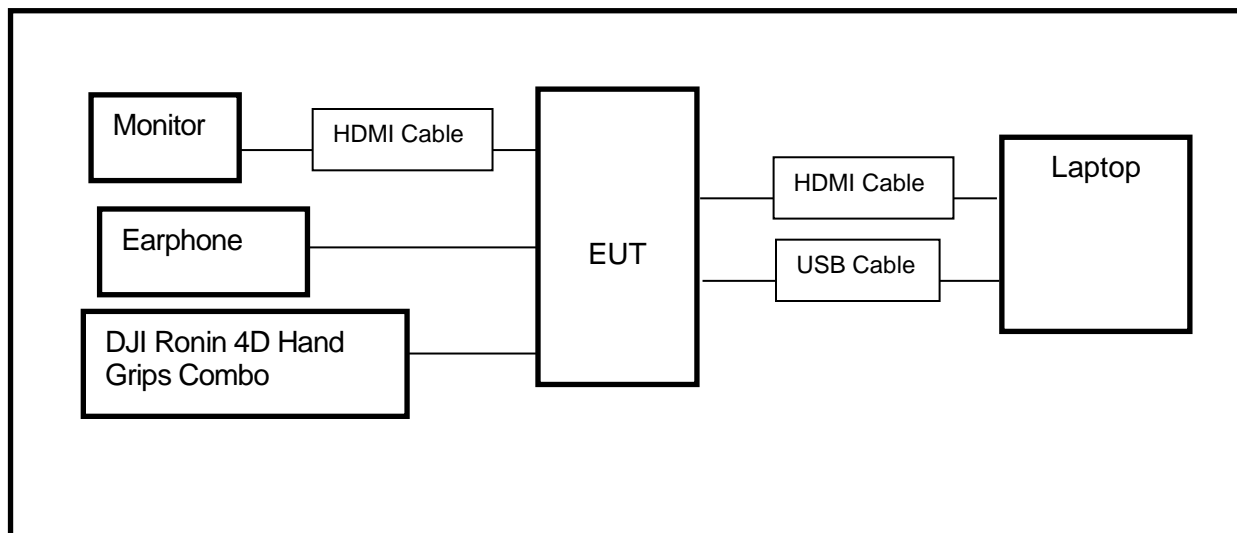 Monitor
HDMI Cable
Earphone
DJI Ronin 4D Hand
Grips Combo
EUT
HDMI Cable
USB Cable
Laptop